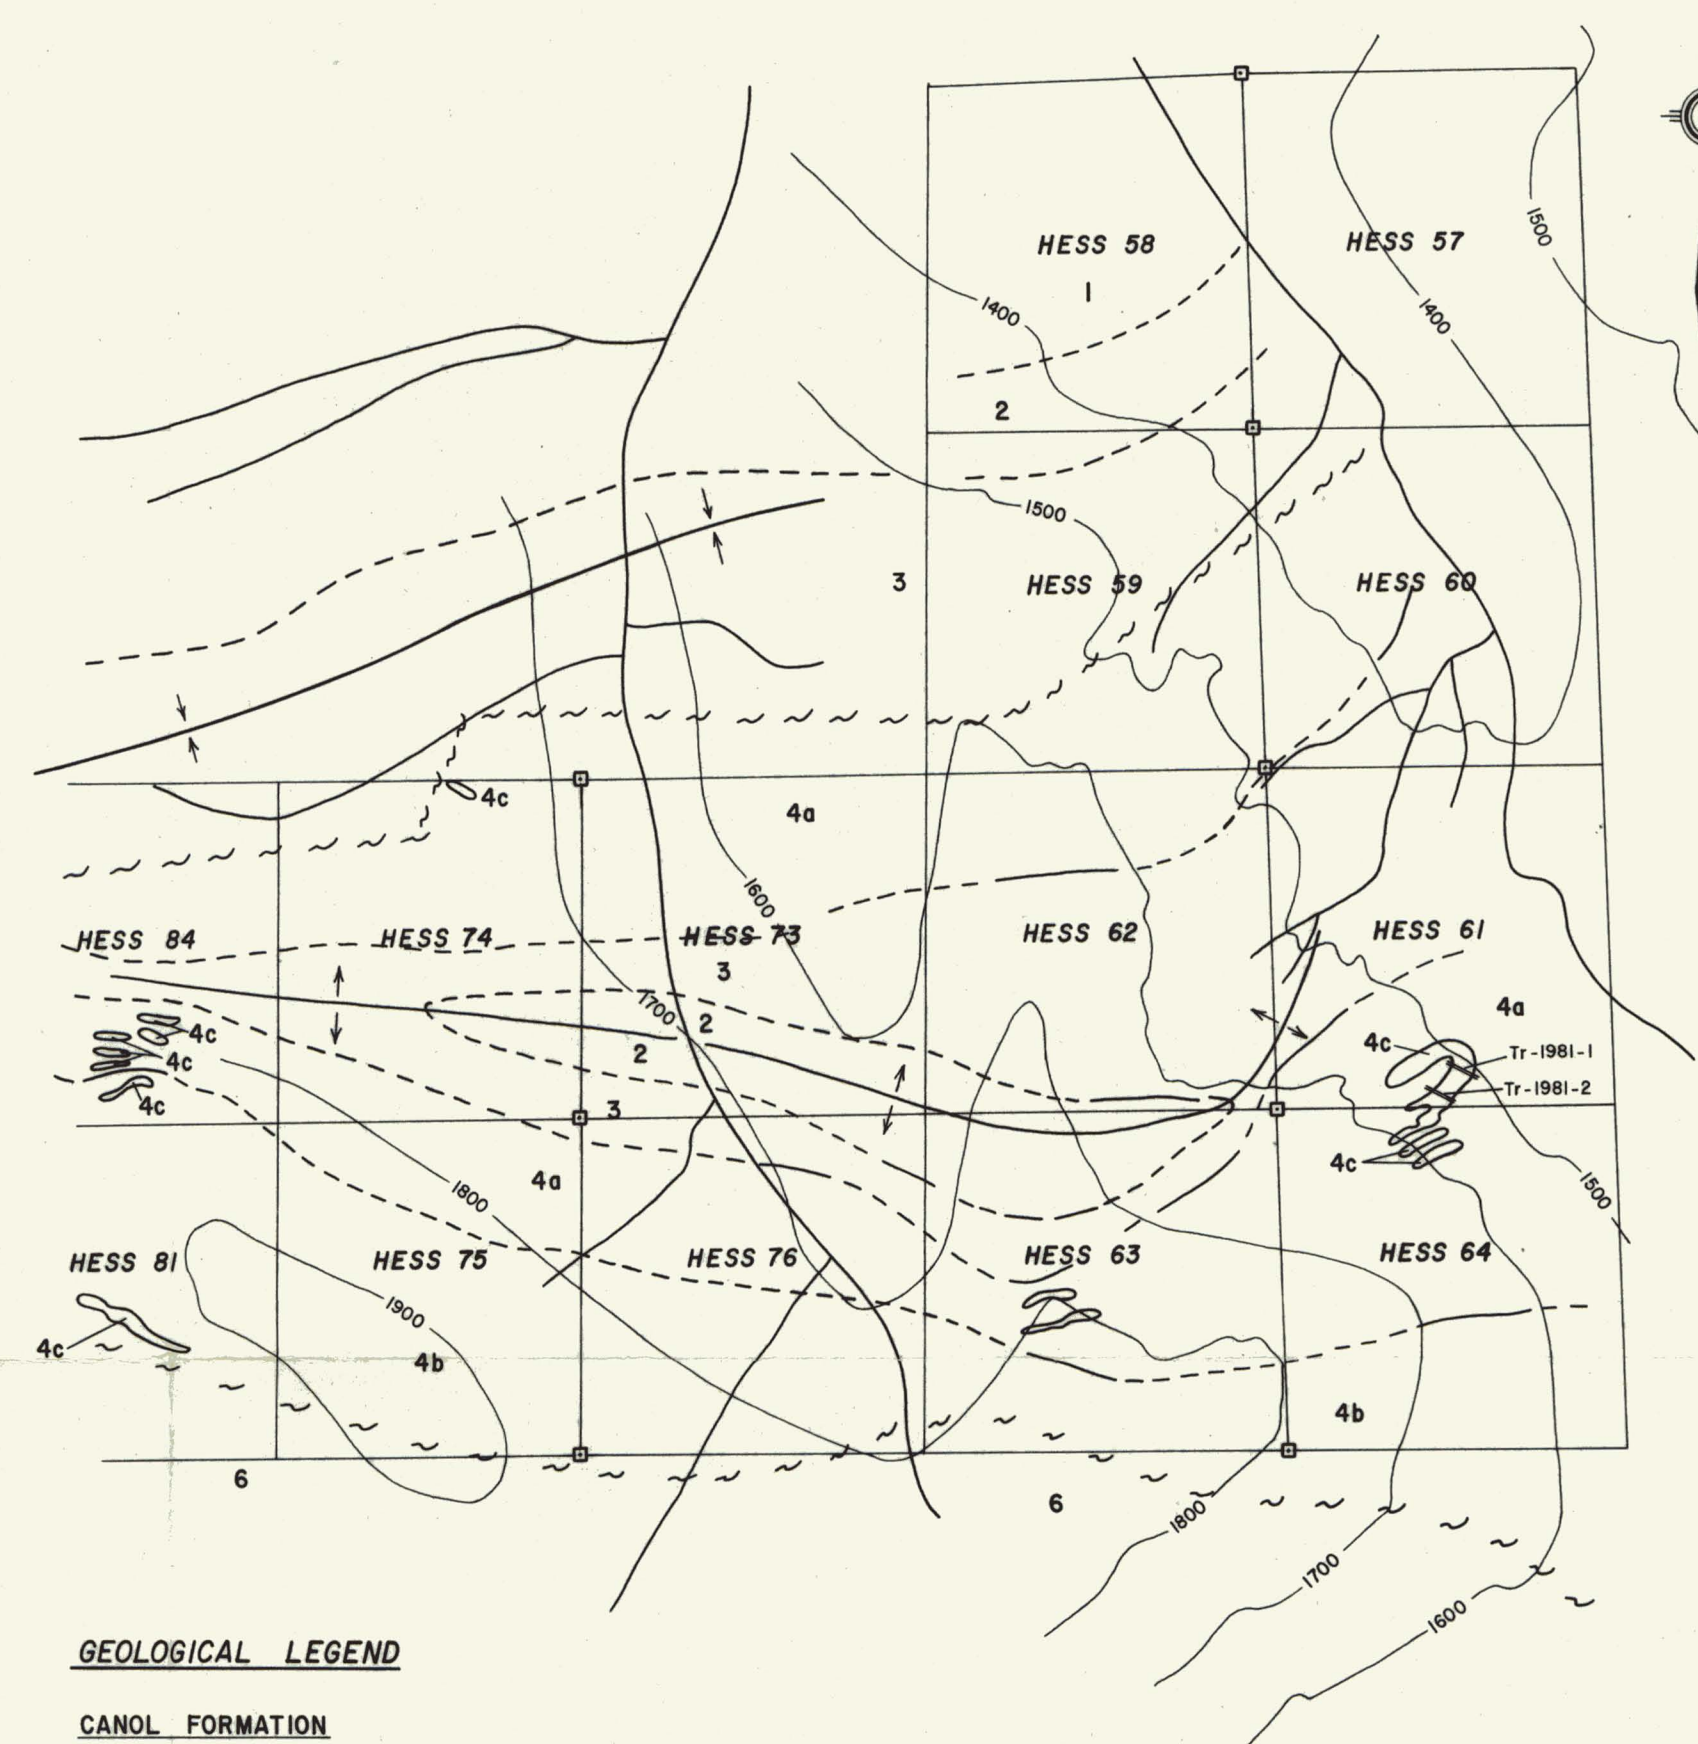 HESS 58
HESS 57
1500
1
1400
1400
2
1500
3
HESS 59
HESS 60
4c
4a
1600
HESS 84
HESS 74
HESS 73
HESS 62
HESS 61
3
1700
2
2
4a
4c
4c
4c
4c
Tr-1981-1
Tr-1981-2
3
4a
1800
4c
1500
HESS 81
HESS 75
HESS 76
HESS 63
HESS 64
1900
4c
4b
4b
6
6
1800
1700
1600
GEOLOGICAL LEGEND
CANOL FORMATION